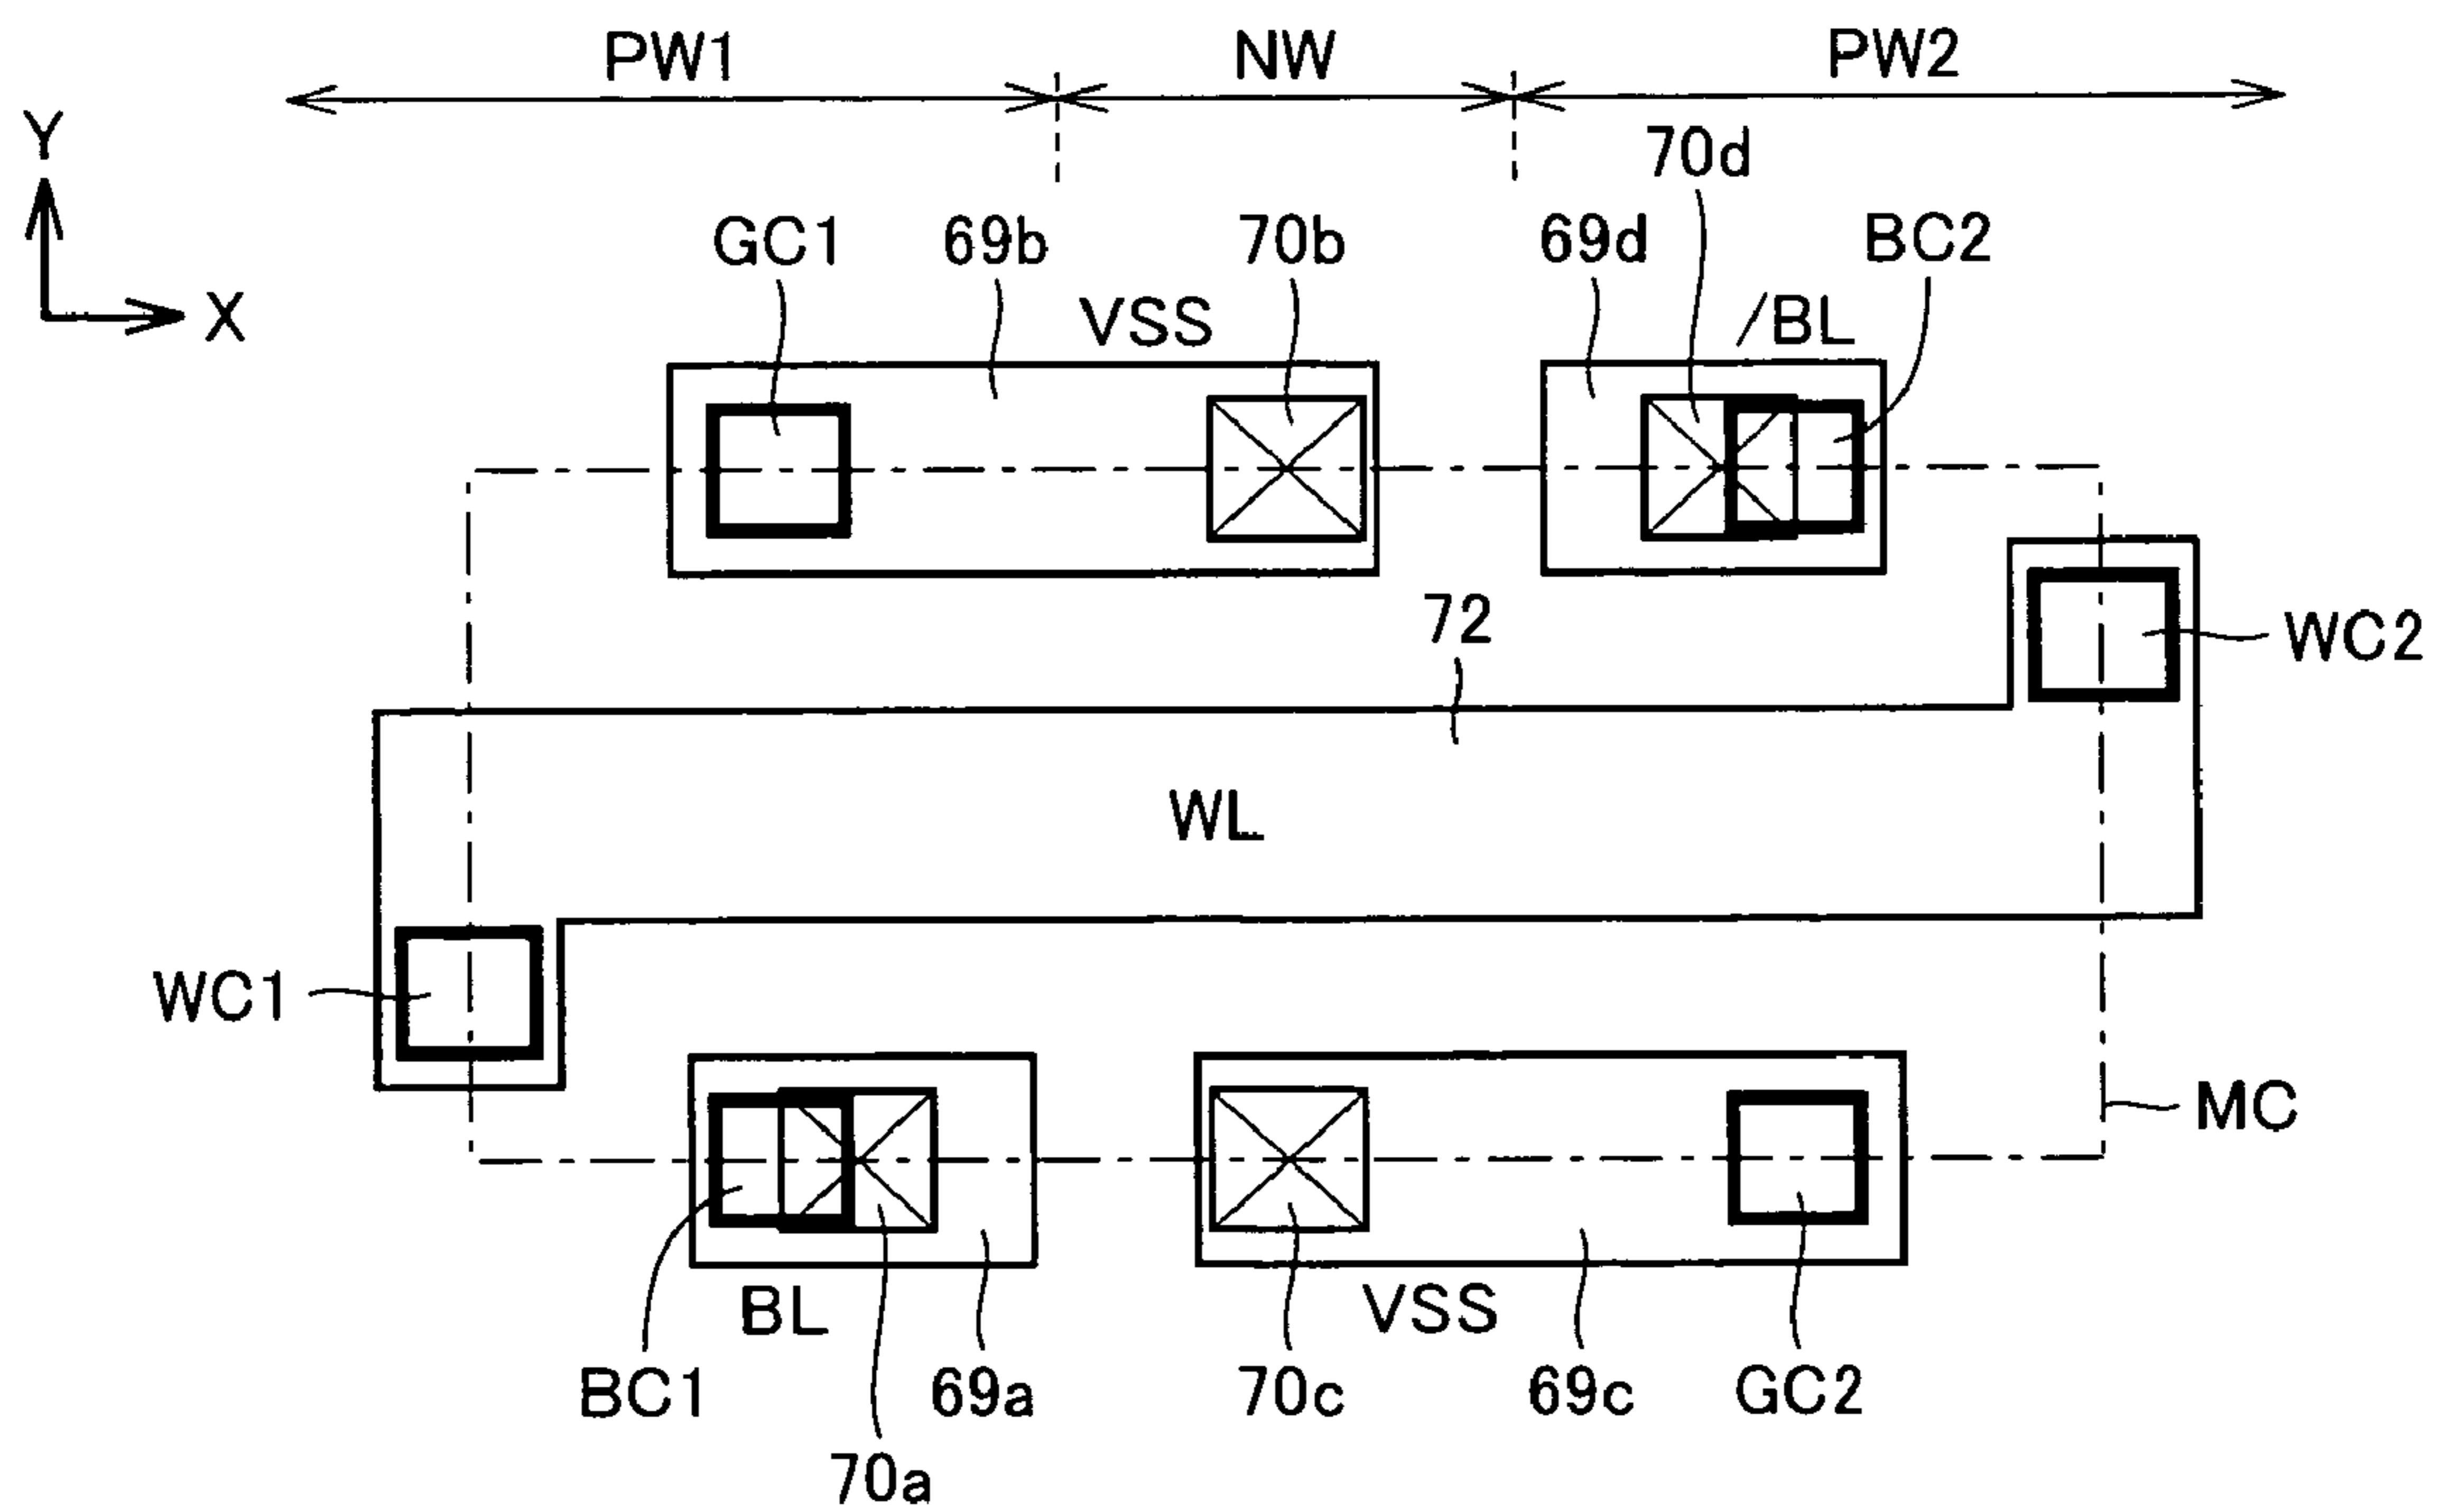 PW1 NW PW2
Y
70d
GC1 69b 70b 69d BC2
X
VSS /BL
72
WC2
WL
WC1
MC
BL VSS
BC1 69a 70c 69c GC2
70a